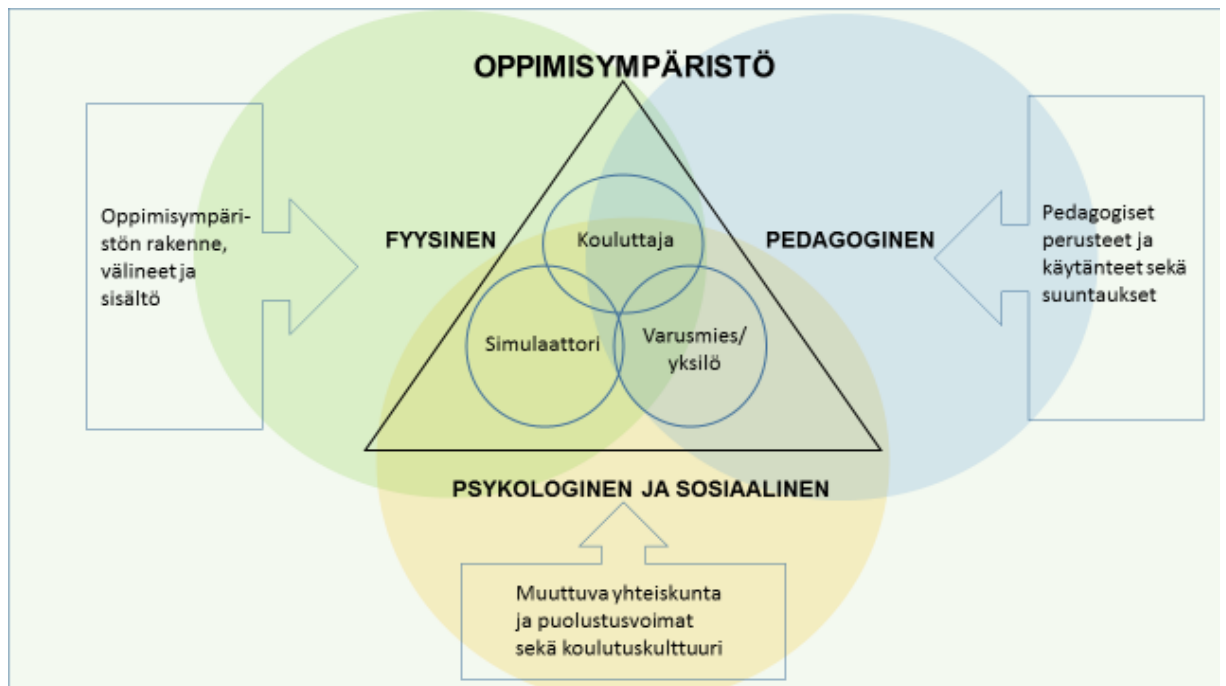 OPPIMISYMPÄRISTÖ
Oppimisympäri-
stön rakenne,
välineet ja
sisältö
FYYSINEN
Kouluttaja
PEDAGOGINEN
Pedagogiset
perusteet ja
käytänteet sekä
suuntaukset
Simulaattori
Varusmies/
yksilö
PSYKOLOGINEN JA SOSIAALINEN
Muuttuva yhteiskunta
ja puolustusvoimat
sekä koulutuskulttuuri